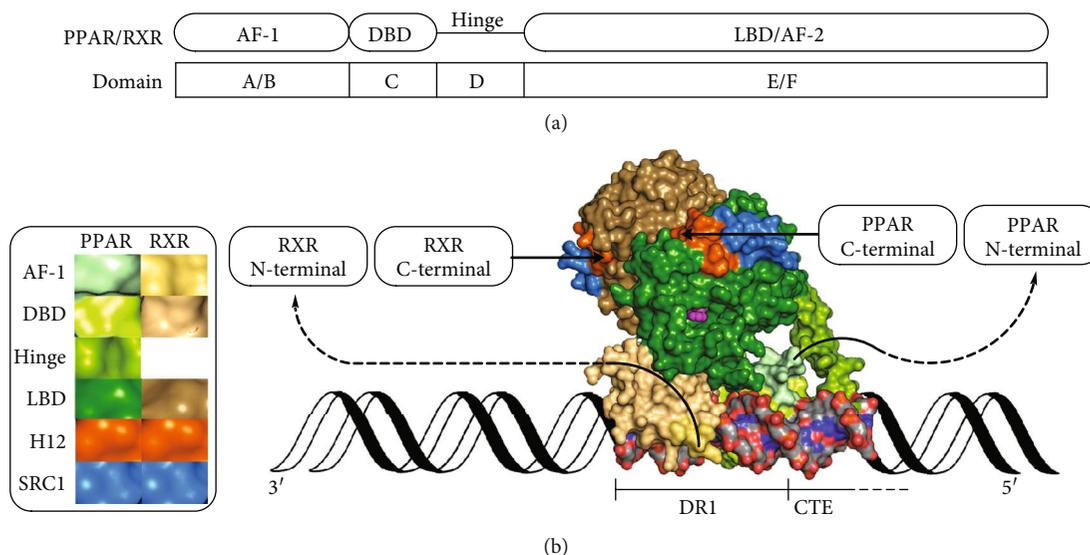 Hinge
PPAR/RXR AF-1 DBD LBD/AF-2
Domain A/B C D E/F
(a)
PPAR RXR
AF-1
DBD
Hinge
LBD
H12
SRC1
RXR
N-terminal
RXR
C-terminal
PPAR
C-terminal
PPAR
N-terminal
3′
5′
DR1
CTE
(b)